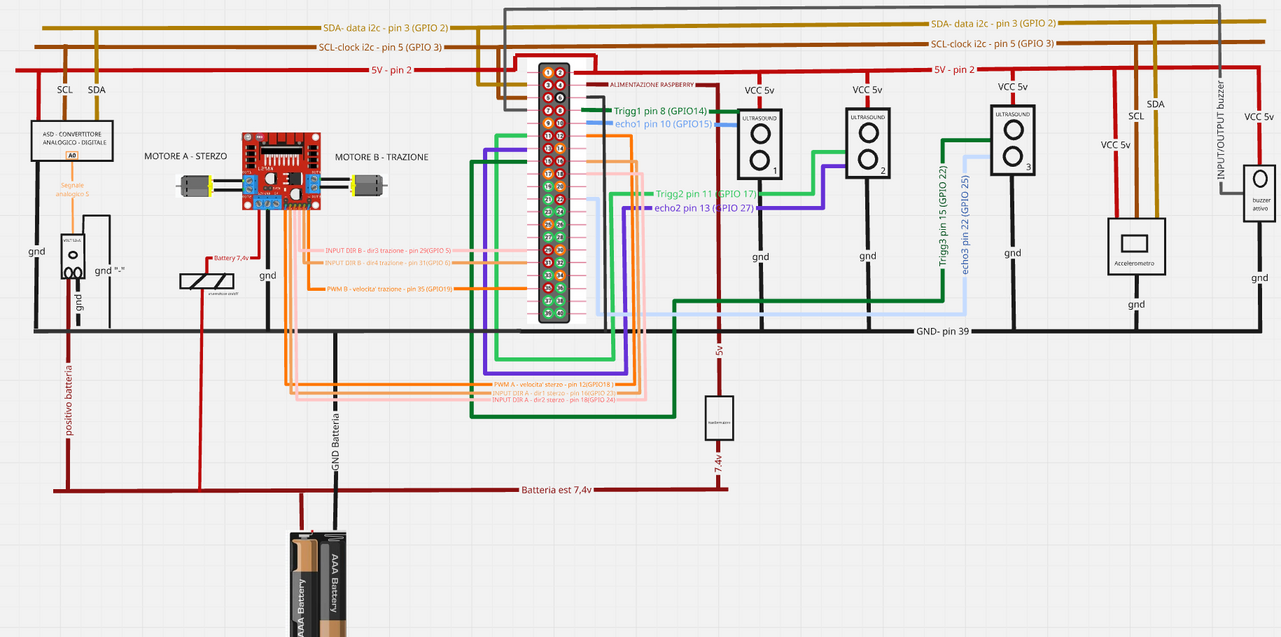 SDA- data i2c - pin 3 (GPIO 2)
SDA- data i2c - pin 3 (GPIO 2)
SCL-clock i2c - pin 5 (GPIO 3)
SCL-clock i2c - pin 5 (GPIO 3)
5V - pin 2
5V - pin 2
SCL
SDA
ALIMENTAZIONE RASPBERRY
VCC 5v
VCC 5v
VCC 5v
SDA
SCL
VCC 5v
VCC 5v
INPUT/OUTPUT buzzer
Trigg1 pin 8 (GPIO14)
echo1 pin 10 (GPIO15)
ULTRASOUND
1
ULTRASOUND
2
ULTRASOUND
3
ASD - CONVERTITORE
ANALOGICO - DIGITALE
A0
MOTORE A - STERZO
MOTORE B - TRAZIONE
Segnale
analogico 5
Trigg2 pin 11 (GPIO 17)
echo2 pin 13 (GPIO 27)
Trigg3 pin 15 (GPIO 22)
echo3 pin 22 (GPIO 25)
buzzer
attivo
gnd
gnd "-"
gnd
Battery 7,4v
gnd
INPUT DIR B - dir3 trazione - pin 29(GPIO 5)
INPUT DIR B - dir4 trazione - pin 31(GPIO 6)
PWM B - velocita' trazione - pin 35 (GPIO19)
gnd
gnd
gnd
Accelerometro
gnd
gnd
GND- pin 39
5v
PWM A - velocita' sterzo - pin 12(GPIO18 )
INPUT DIR A - dir1 sterzo - pin 16(GPIO 23)
INPUT DIR A - dir2 sterzo - pin 18(GPIO 24)
positivo batteria
GND Batteria
7.4v
Batteria est 7,4v
AAA Battery
AAA Battery